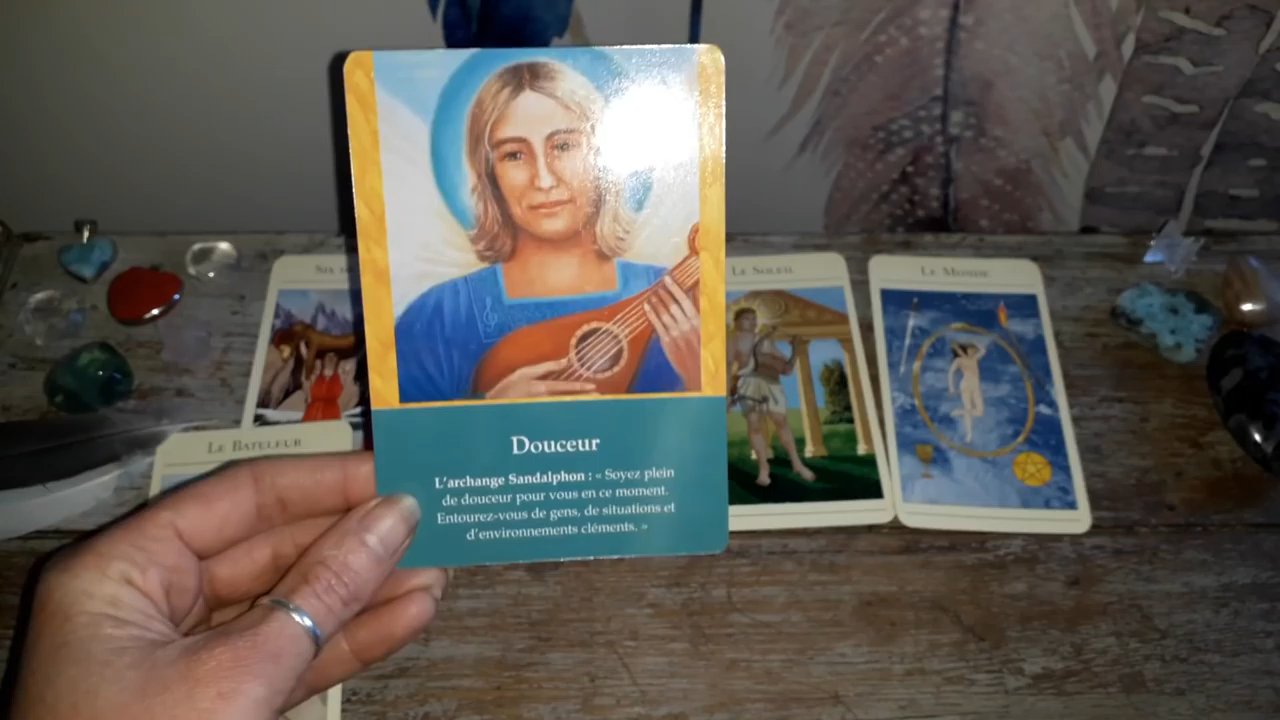 Douceur
L'archange Sandalphon : « Soyez plein
de douceur pour vous en ce moment.
Entourez-vous de gens, de situations et
d'environnements cléments. »
Six
Le Soleil
Le Monde
Le Bateleur